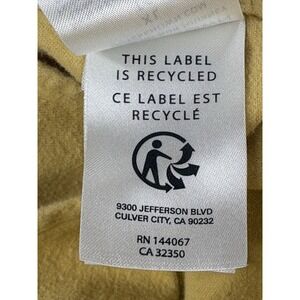 THIS LABEL
IS RECYCLED
CE LABEL EST
RECYCLÉ
9300 JEFFERSON BLVD
CULVER CITY, CA 90232
RN 144067
CA 32350